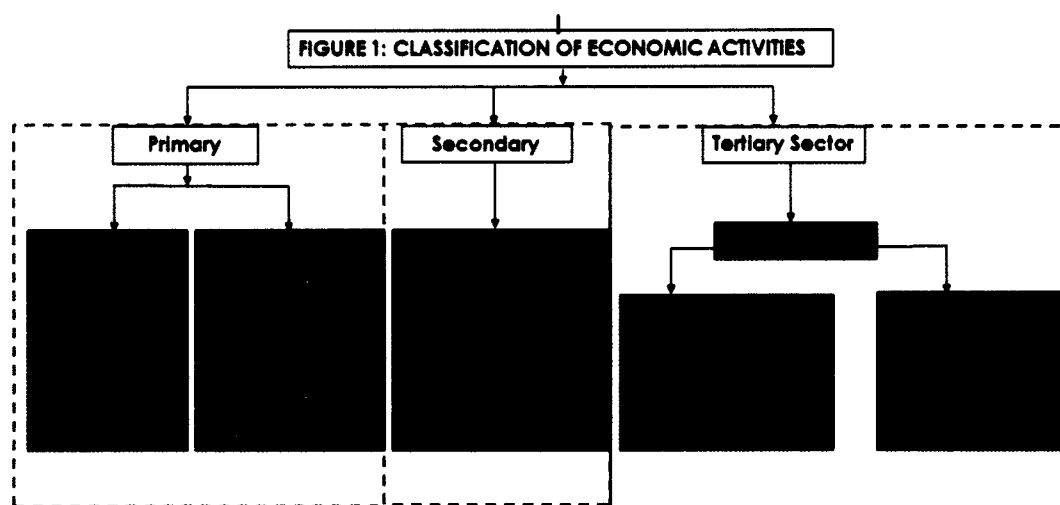 FIGURE 1: CLASSIFICATION OF ECONOMIC ACTIVITIES
Primary
Secondary
Tertiary Sector